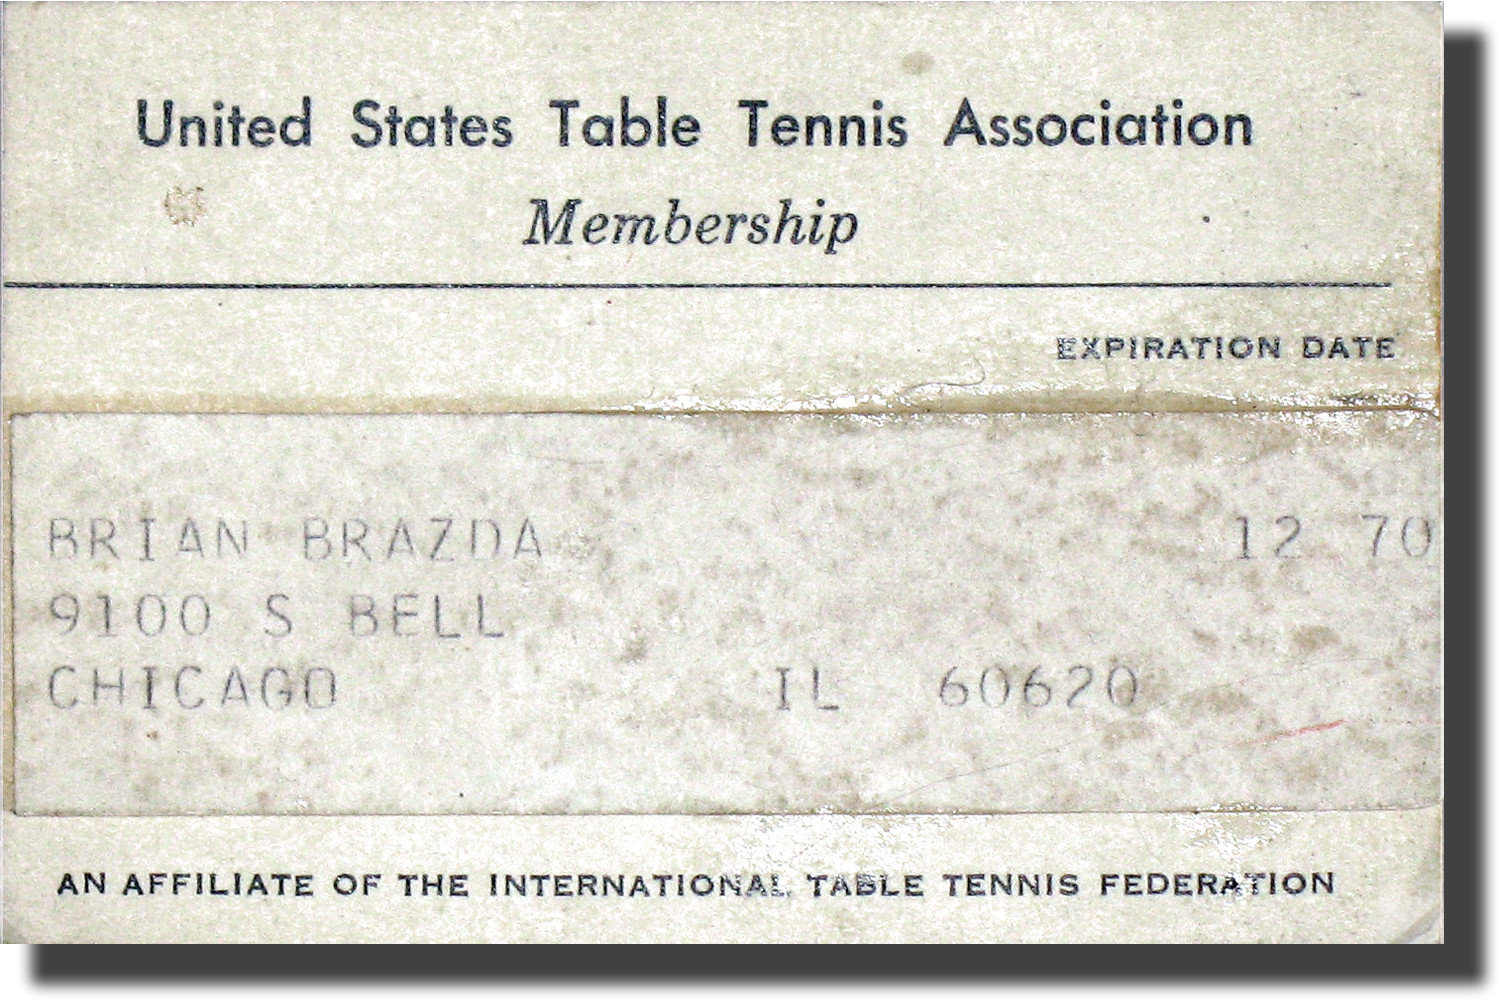 United States Table Tennis Association
Membership
EXPIRATION DATE
BRIAN BRAZDA 12 70
9100 S BELL
CHICAGO IL 60620
AN AFFILIATE OF THE INTERNATIONAL TABLE TENNIS FEDERATION